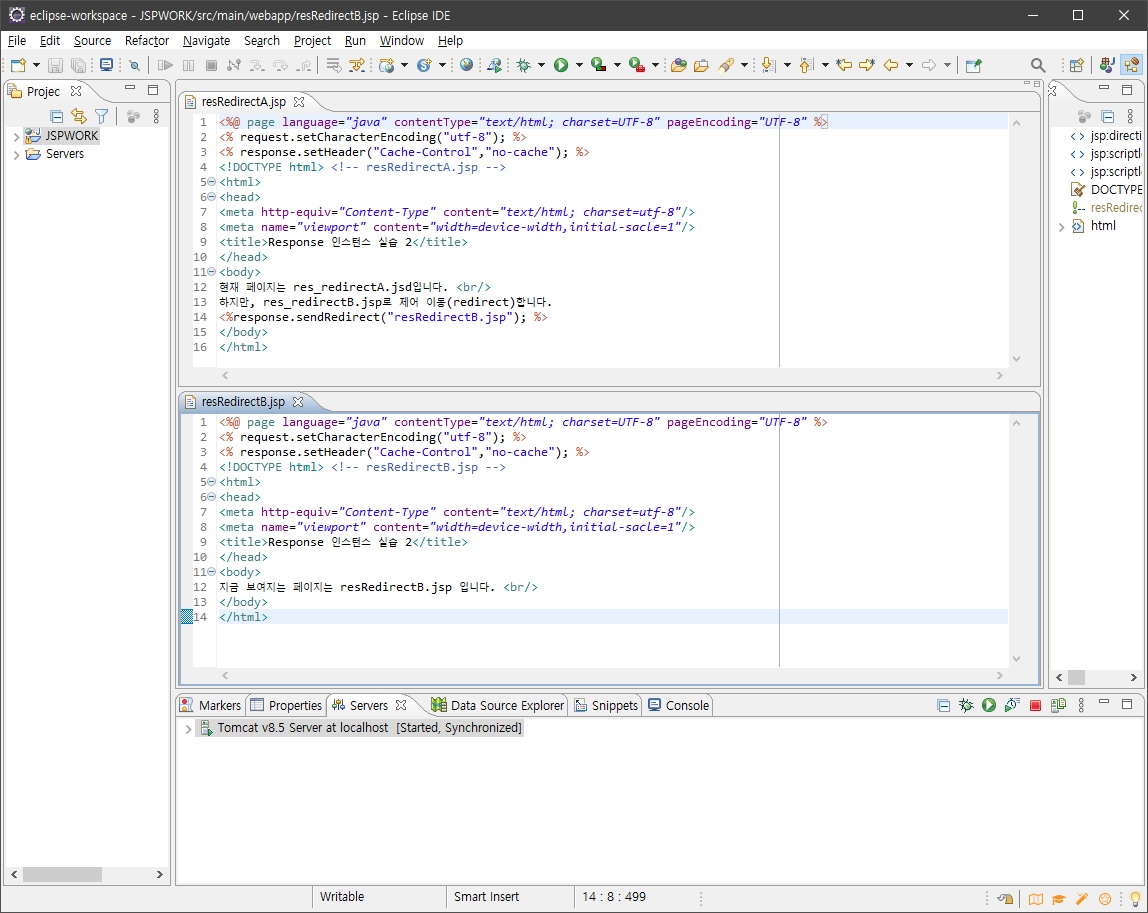 eclipse-workspace - JSPWORK/src/main/webapp/resRedirectB.jsp - Eclipse IDE
File Edit Source Refactor Navigate Search Project Run Window Help
Projec
JSPWORK
Servers
resRedirectA.jsp
1 <%@ page language="java" contentType="text/html; charset=UTF-8" pageEncoding="UTF-8" %>
2 <% request.setCharacterEncoding("utf-8"); %>
3 <% response.setHeader("Cache-Control","no-cache"); %>
4 <!DOCTYPE html> <!-- resRedirectA.jsp -->
5 <html>
6 <head>
7 <meta http-equiv="Content-Type" content="text/html; charset=utf-8"/>
8 <meta name="viewport" content="width=device-width,initial-sacle=1"/>
9 <title>Response 인스턴스 실습 2</title>
10 </head>
11 <body>
12 현재 페이지는 res_redirectA.jsd입니다. <br/>
13 하지만, res_redirectB.jsp로 제어 이동(redirect)합니다.
14 <%response.sendRedirect("resRedirectB.jsp"); %>
15 </body>
16 </html>
resRedirectB.jsp
1 <%@ page language="java" contentType="text/html; charset=UTF-8" pageEncoding="UTF-8" %>
2 <% request.setCharacterEncoding("utf-8"); %>
3 <% response.setHeader("Cache-Control","no-cache"); %>
4 <!DOCTYPE html> <!-- resRedirectB.jsp -->
5 <html>
6 <head>
7 <meta http-equiv="Content-Type" content="text/html; charset=utf-8"/>
8 <meta name="viewport" content="width=device-width,initial-sacle=1"/>
9 <title>Response 인스턴스 실습 2</title>
10 </head>
11 <body>
12 지금 보여지는 페이지는 resRedirectB.jsp 입니다. <br/>
13 </body>
14 </html>
jsp:directi
jsp:scriptl
jsp:scriptl
DOCTYPE
resRedirec
html
Markers Properties Servers Data Source Explorer Snippets Console
Tomcat v8.5 Server at localhost [Started, Synchronized]
Writable Smart Insert 14 : 8 : 499